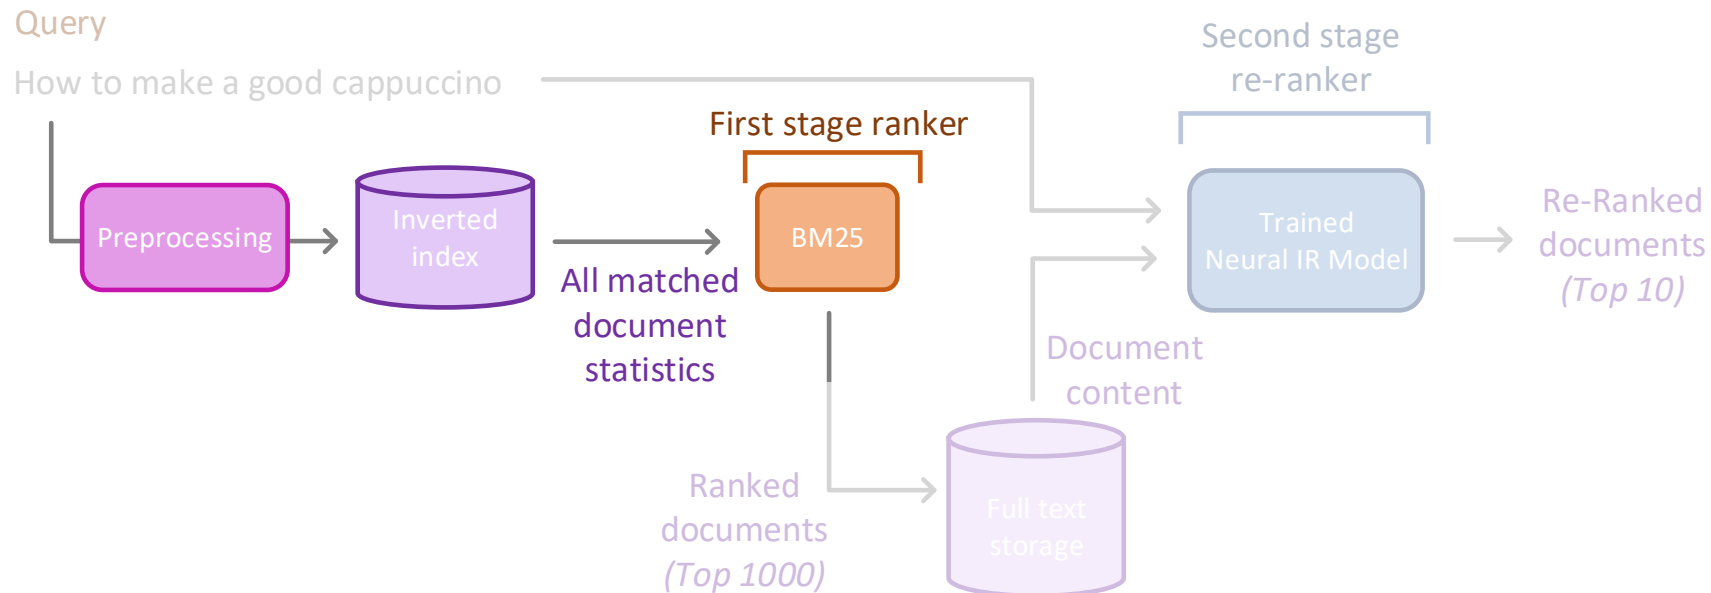 Query
How to make a good cappuccino
Second stage
re-ranker
First stage ranker
Preprocessing
Inverted
index
All matched
document
statistics
BM25
Trained
Neural IR Model
Re-Ranked
documents
(Top 10)
Document
content
Ranked
documents
(Top 1000)
Full text
storage